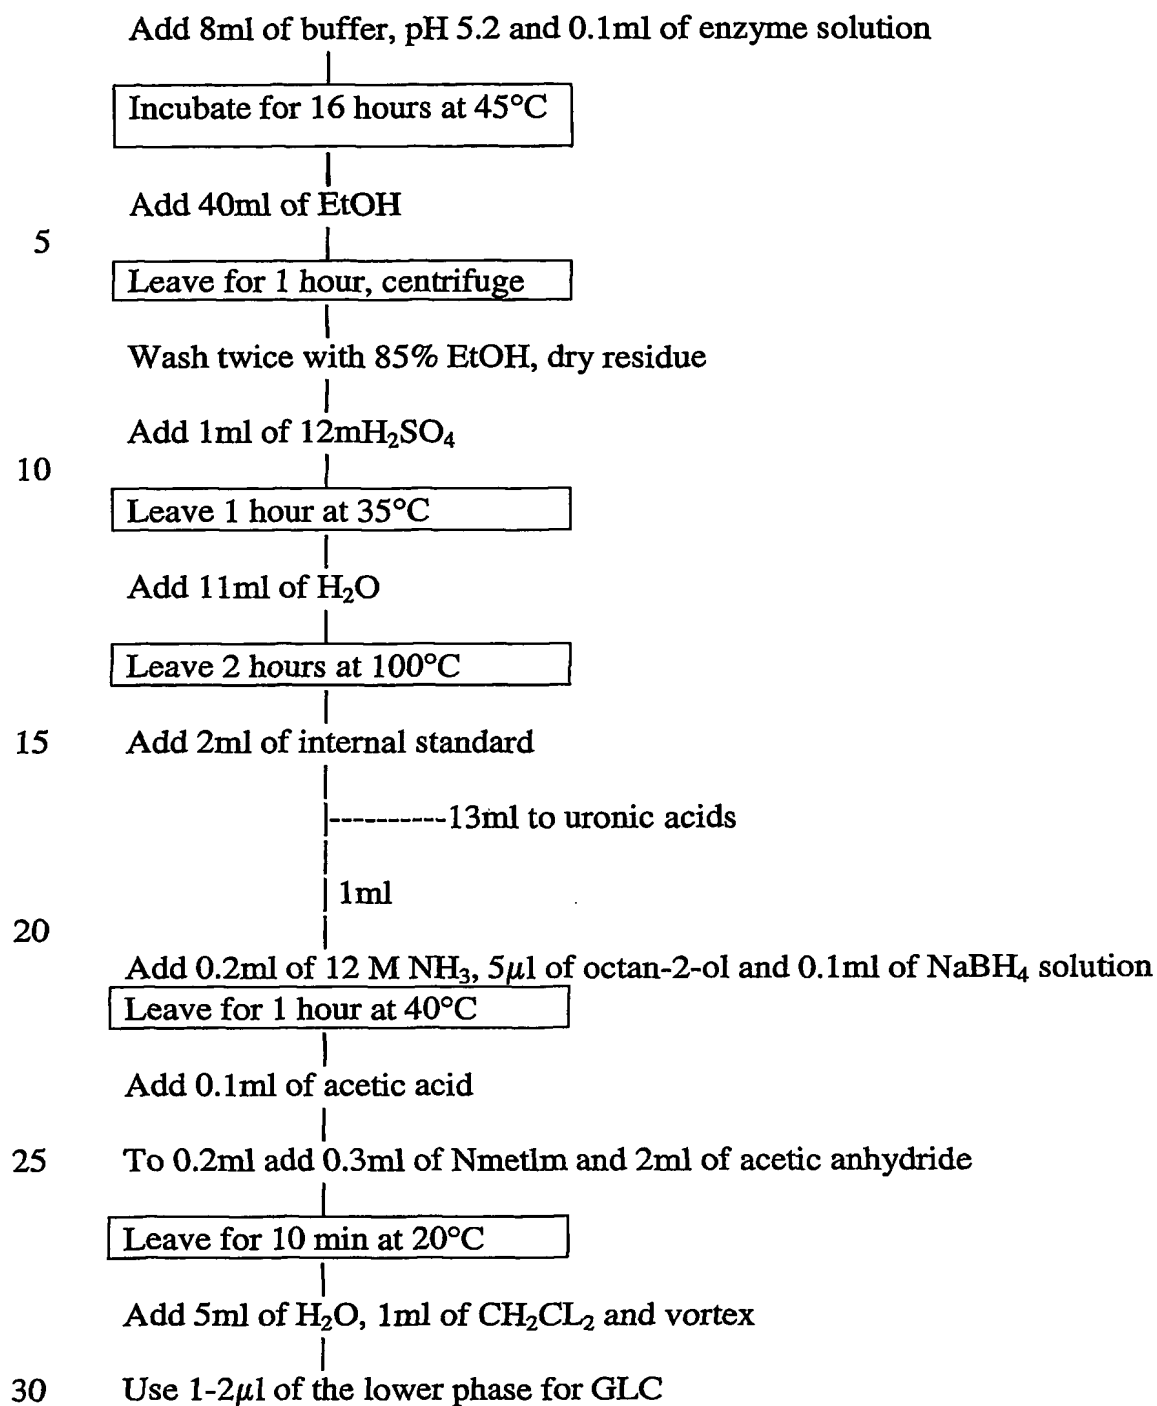 Add 8ml of buffer, pH 5.2 and 0.1ml of enzyme solution
Incubate for 16 hours at 45°C
Add 40ml of EtOH
5
Leave for 1 hour, centrifuge
Wash twice with 85% EtOH, dry residue
Add 1ml of 12mH₂SO₄
10
Leave 1 hour at 35°C
Add 11ml of H₂O
Leave 2 hours at 100°C
15 Add 2ml of internal standard
13ml to uronic acids
1ml
20
Add 0.2ml of 12 M NH₃, 5μl of octan-2-ol and 0.1ml of NaBH₄ solution
Leave for 1 hour at 40°C
Add 0.1ml of acetic acid
25 To 0.2ml add 0.3ml of Nmetlm and 2ml of acetic anhydride
Leave for 10 min at 20°C
Add 5ml of H₂O, 1ml of CH₂CL₂ and vortex
30 Use 1-2μl of the lower phase for GLC